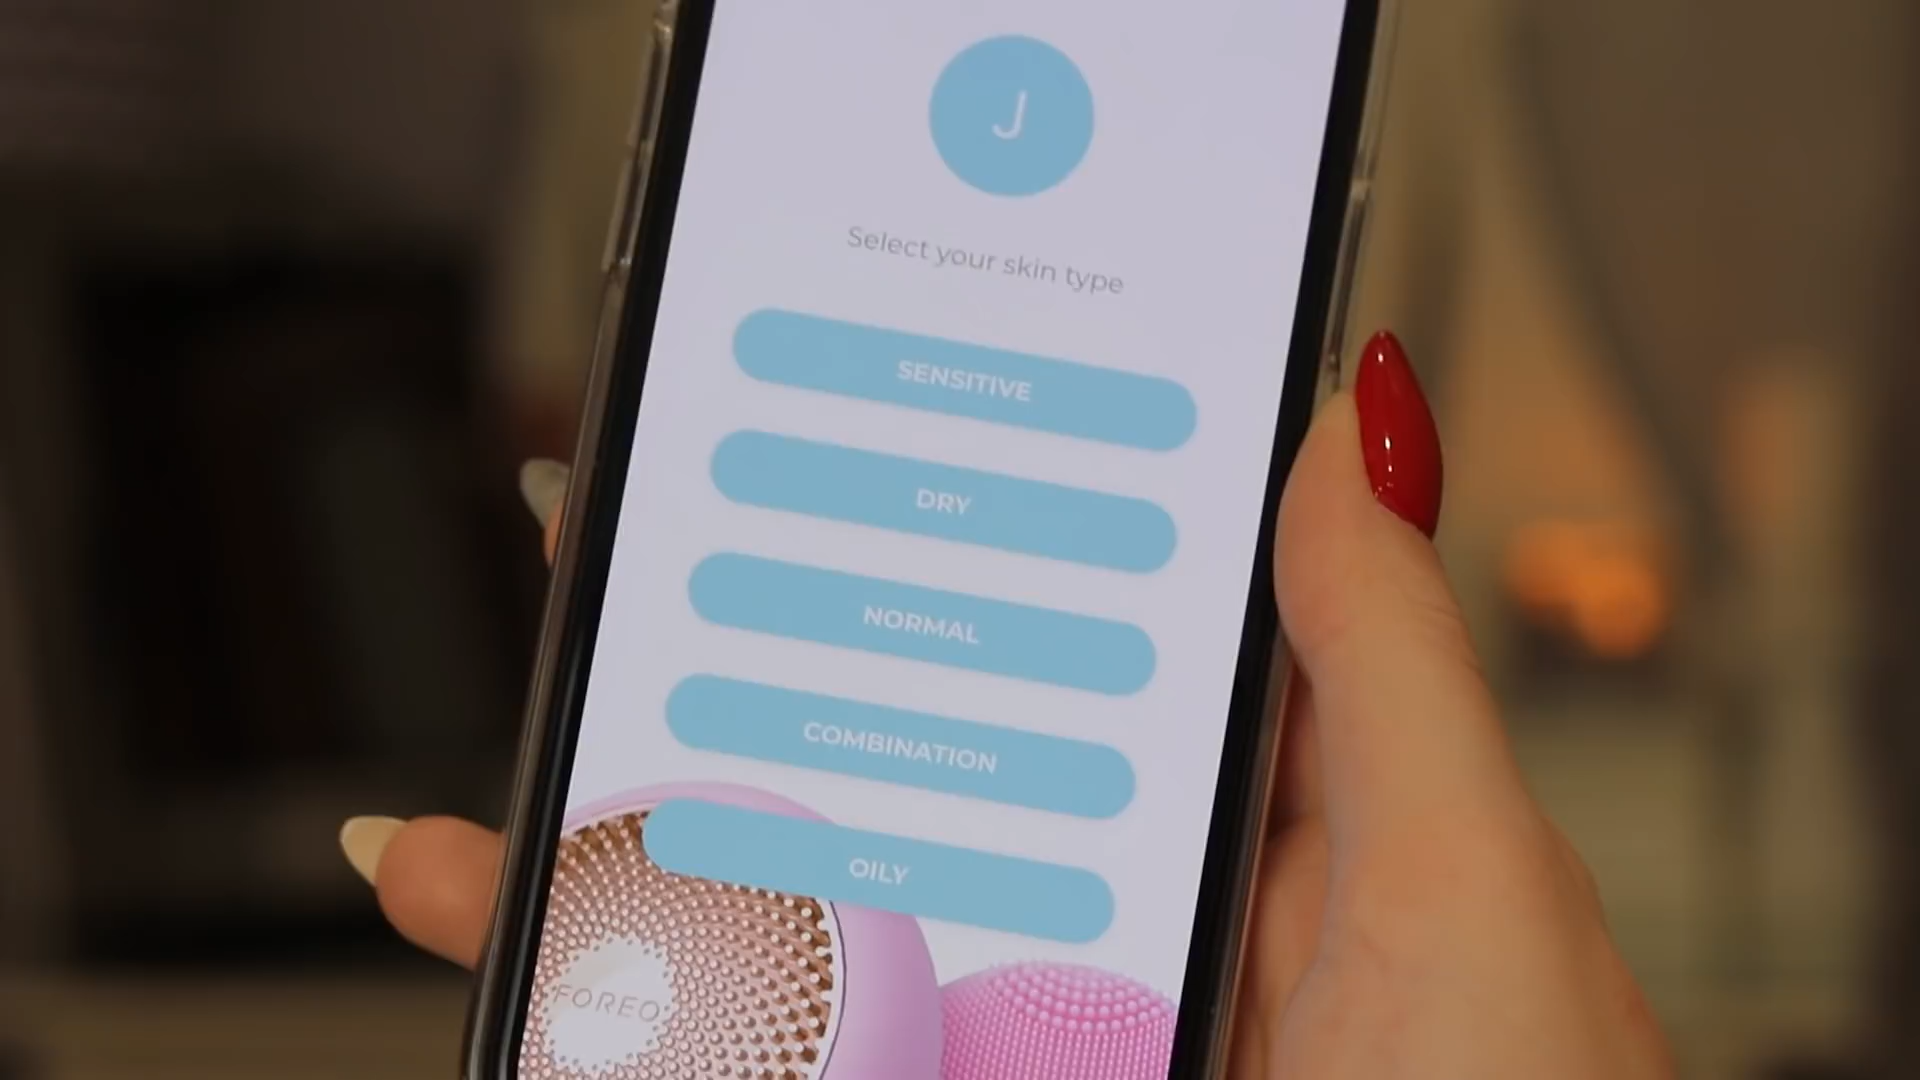 J
Select your skin type
SENSITIVE
DRY
NORMAL
COMBINATION
OILY
FOREO